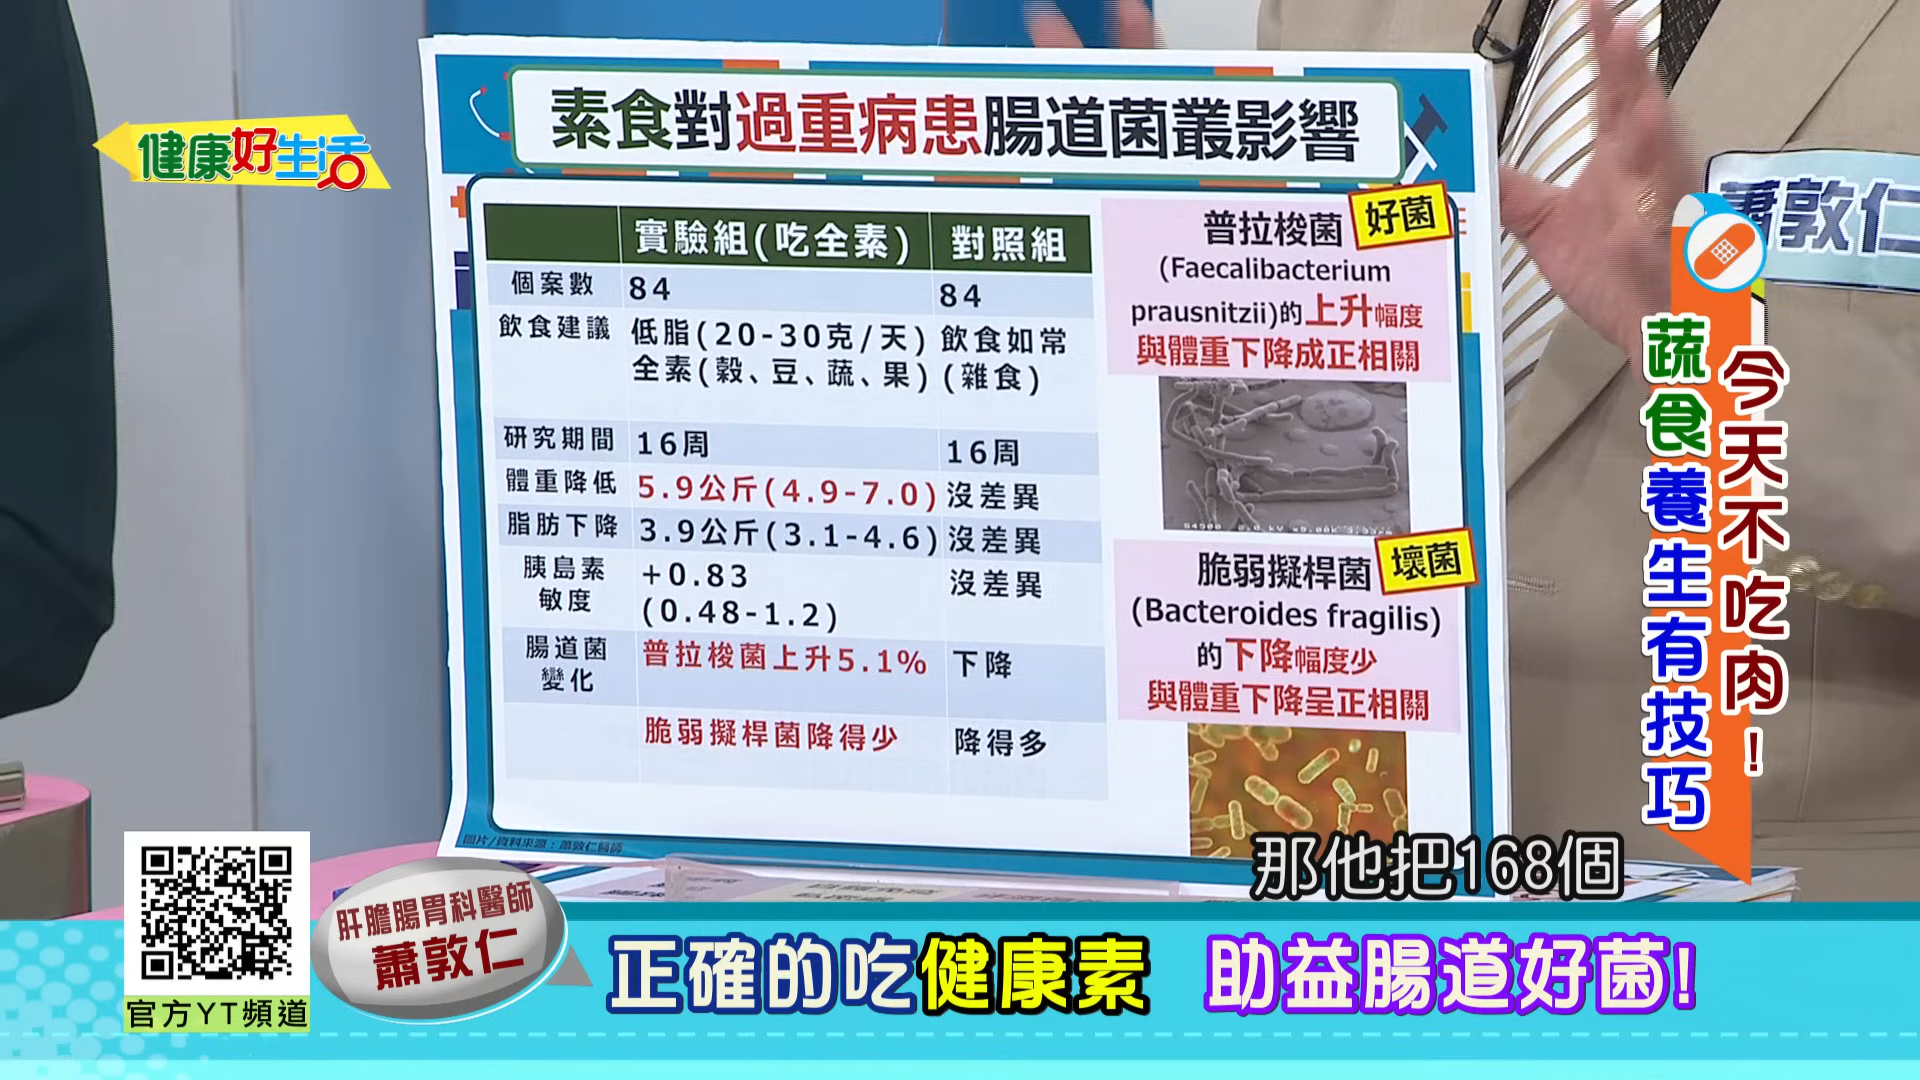 健康好生活
素食對過重病患腸道菌叢影響
實驗組(吃全素)
對照組
個案數
84
84
飲食建議
低脂(20-30克/天)
全素(穀、豆、蔬、果)
飲食如常
(雜食)
研究期間
16周
16周
體重降低
5.9公斤(4.9-7.0)
沒差異
脂肪下降
3.9公斤(3.1-4.6)
沒差異
胰島素
敏度
+0.83
(0.48-1.2)
沒差異
腸道菌
變化
普拉梭菌上升5.1%
下降
脆弱擬桿菌降得少
降得多
好菌
普拉梭菌
(Faecalibacterium
prausnitzii)的上升幅度
與體重下降成正相關
壞菌
脆弱擬桿菌
(Bacteroides fragilis)
的下降幅度少
與體重下降呈正相關
圖片/資料來源:蕭敦仁醫師
蕭敦仁
今天不吃肉!
蔬食養生有技巧
那他把168個
官方YT頻道
肝膽腸胃科醫師
蕭敦仁
正確的吃健康素 助益腸道好菌!